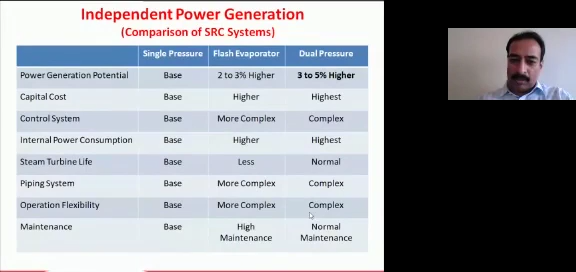 Independent Power Generation
(Comparison of SRC Systems)
Single Pressure Flash Evaporator Dual Pressure
Power Generation Potential Base 2 to 3% Higher 3 to 5% Higher
Capital Cost Base Higher Highest
Control System Base More Complex Complex
Internal Power Consumption Base Higher Highest
Steam Turbine Life Base Less Normal
Piping System Base More Complex Complex
Operation Flexibility Base More Complex Complex
Maintenance Base High Normal
Maintenance Maintenance